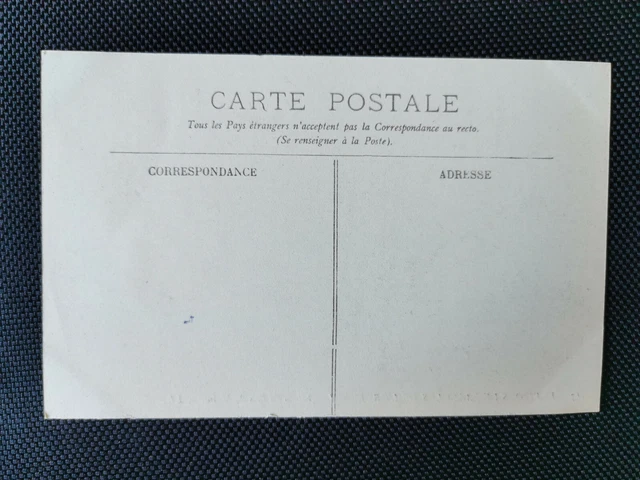 CARTE POSTALE
Tous les Pays étrangers n'acceptent pas la Correspondance au recto.
(Se renseigner à la Poste).
CORRESPONDANCE
ADRESSE